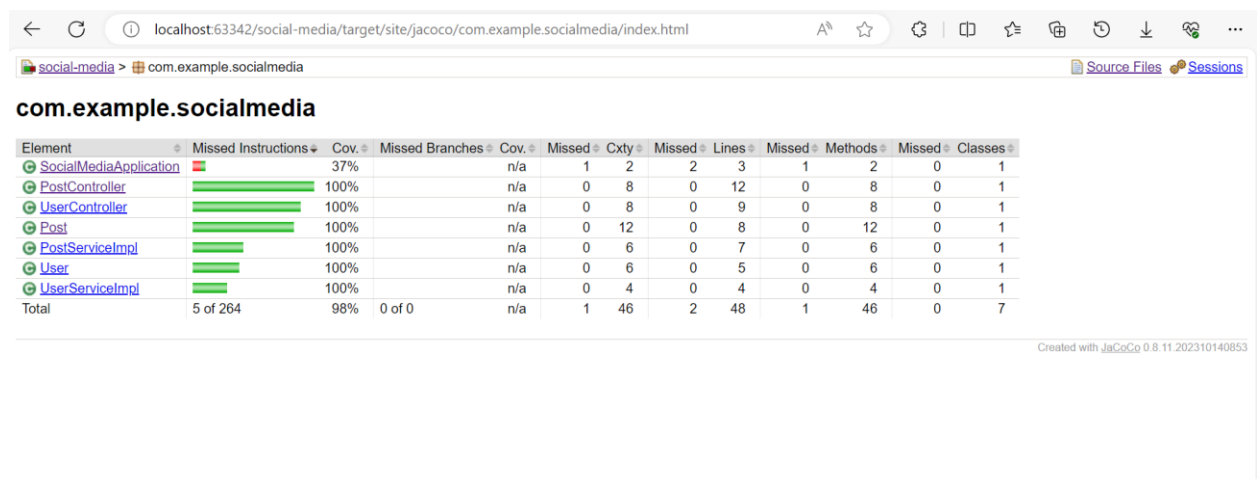 localhost:63342/social-media/target/site/jacoco/com.example.socialmedia/index.html
social-media > com.example.socialmedia Source Files Sessions
com.example.socialmedia
Element Missed Instructions Cov. Missed Branches Cov. Missed Cxty Missed Lines Missed Methods Missed Classes
SocialMediaApplication 37% n/a 1 2 2 3 1 2 0 1
PostController 100% n/a 0 8 0 12 0 8 0 1
UserController 100% n/a 0 8 0 9 0 8 0 1
Post 100% n/a 0 12 0 8 0 12 0 1
PostServiceImpl 100% n/a 0 6 0 7 0 6 0 1
User 100% n/a 0 6 0 5 0 6 0 1
UserServiceImpl 100% n/a 0 4 0 4 0 4 0 1
Total 5 of 264 98% 0 of 0 n/a 1 46 2 48 1 46 0 7
Created with JaCoCo 0.8.11.202310140853